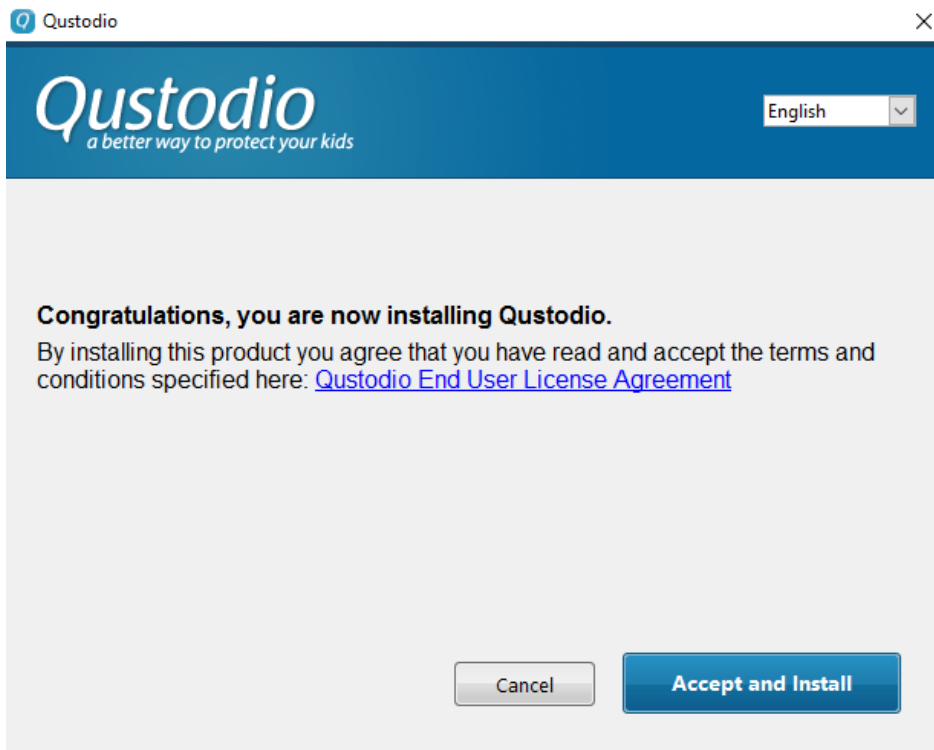 Qustodio
Qustodio
a better way to protect your kids
English
Congratulations, you are now installing Qustodio.
By installing this product you agree that you have read and accept the terms and
conditions specified here: Qustodio End User License Agreement
Cancel
Accept and Install